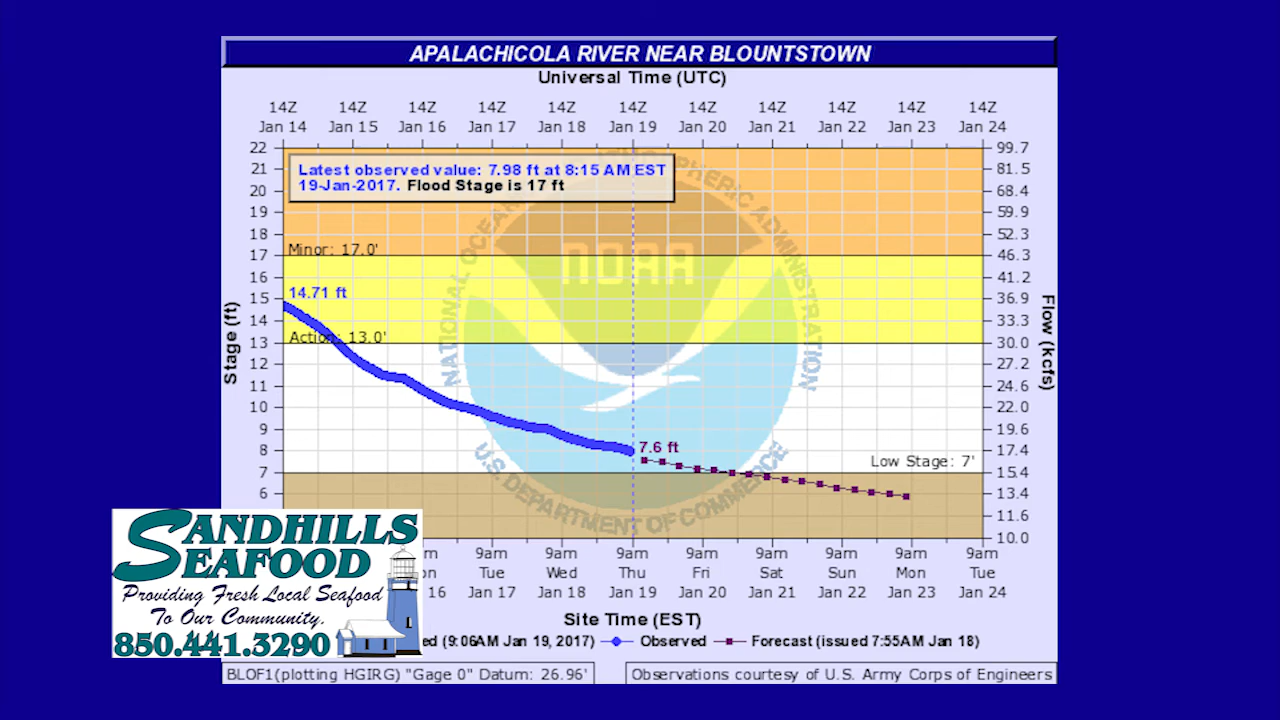 APALACHICOLA RIVER NEAR BLOUNTSTOWN
Universal Time (UTC)
14Z 14Z 14Z 14Z 14Z 14Z 14Z 14Z 14Z 14Z 14Z
Jan 14 Jan 15 Jan 16 Jan 17 Jan 18 Jan 19 Jan 20 Jan 21 Jan 22 Jan 23 Jan 24
22 99.7
Latest observed value: 7.98 ft at 8:15 AM EST
21 81.5
19-Jan-2017. Flood Stage is 17 ft
20 68.4
19 59.9
18 52.3
Minor: 17.0'
17 46.3
16 41.2
14.71 ft
15 36.9
14 33.3
Action: 13.0'
13 30.0
12 27.2
11 24.6
10 22.0
9 19.6
7.6 ft
8 17.4
Low Stage: 7'
7 15.4
6 13.4
11.6
10.0
Stage (ft)
Flow (kcfs)
NATIONAL OCEANIC AND ATMOSPHERIC ADMINISTRATION
NOAA
U.S. DEPARTMENT OF COMMERCE
am 9am 9am 9am 9am 9am 9am 9am 9am
on Tue Wed Thu Fri Sat Sun Mon Tue
16 Jan 17 Jan 18 Jan 19 Jan 20 Jan 21 Jan 22 Jan 23 Jan 24
Site Time (EST)
ed (9:06AM Jan 19, 2017) Observed Forecast (issued 7:55AM Jan 18)
BLOF1(plotting HGIRG) "Gage 0" Datum: 26.96' Observations courtesy of U.S. Army Corps of Engineers
SANDHILLS
SEAFOOD
Providing Fresh Local Seafood
To Our Community.
850.441.3290